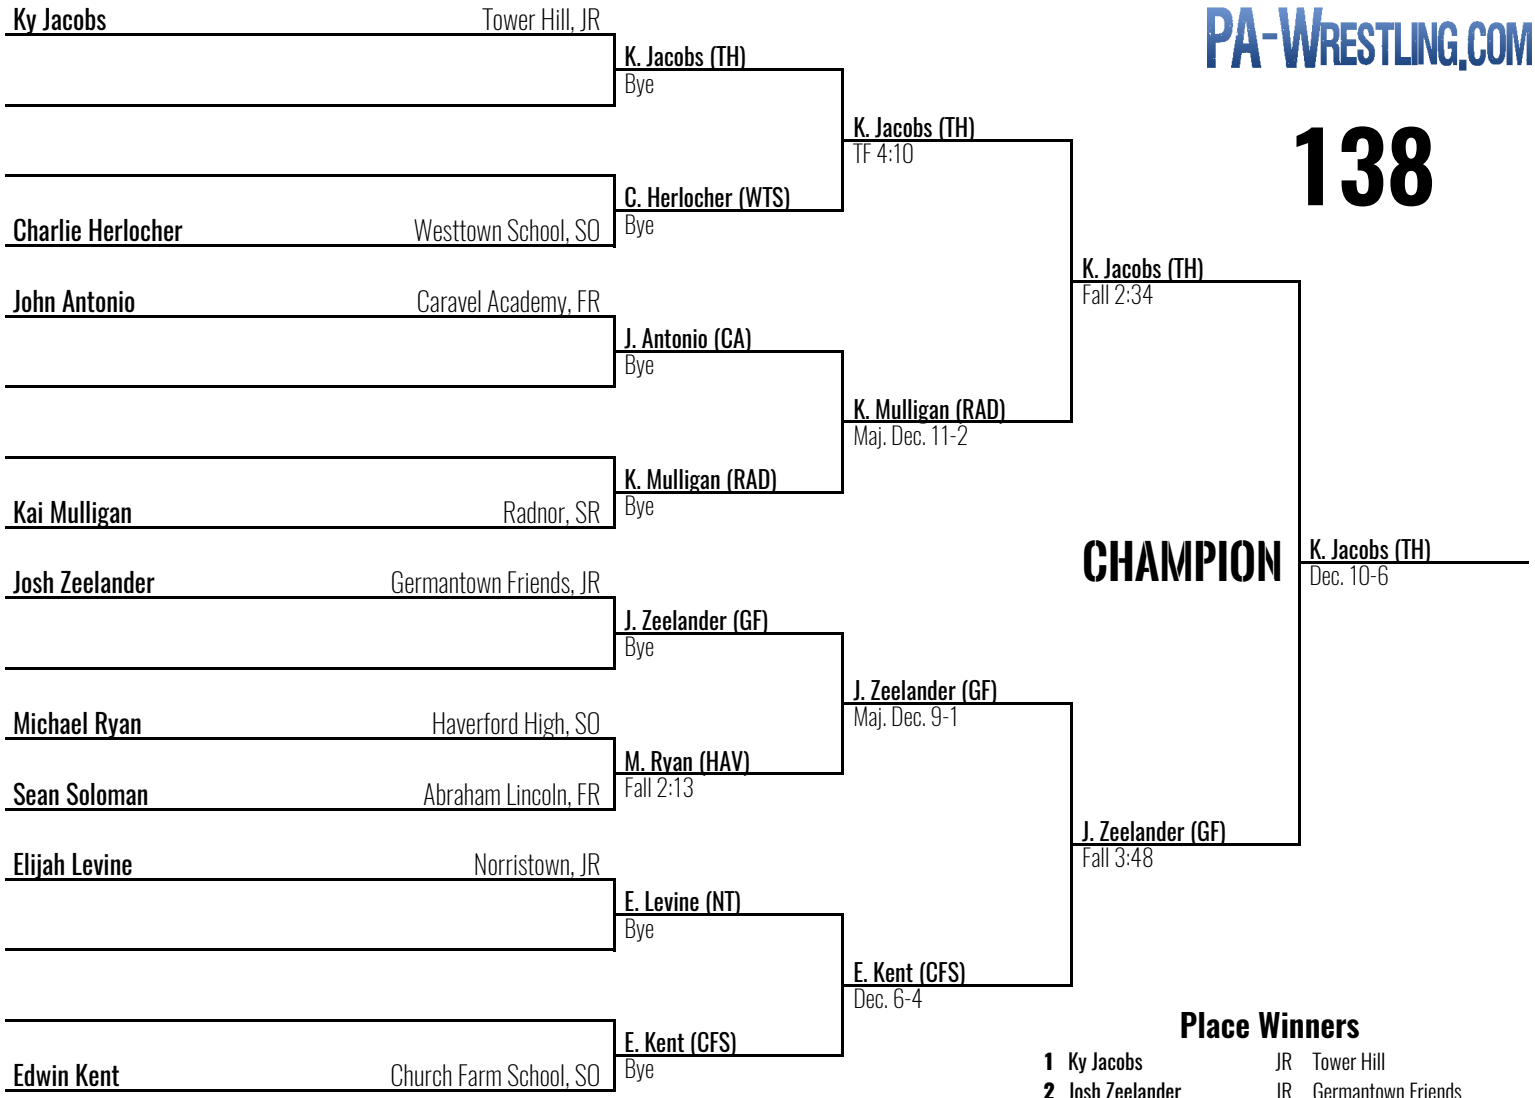 Ky Jacobs Tower Hill, JR
PA-WRESTLING.COM
K. Jacobs (TH)
Bye
K. Jacobs (TH)
TF 4:10
138
C. Herlocher (WTS)
Bye
Charlie Herlocher Westtown School, SO
K. Jacobs (TH)
Fall 2:34
John Antonio Caravel Academy, FR
J. Antonio (CA)
Bye
K. Mulligan (RAD)
Maj. Dec. 11-2
K. Mulligan (RAD)
Bye
Kai Mulligan Radnor, SR
CHAMPION
K. Jacobs (TH)
Dec. 10-6
Josh Zeelander Germantown Friends, JR
J. Zeelander (GF)
Bye
J. Zeelander (GF)
Maj. Dec. 9-1
Michael Ryan Haverford High, SO
M. Ryan (HAV)
Fall 2:13
Sean Soloman Abraham Lincoln, FR
J. Zeelander (GF)
Fall 3:48
Elijah Levine Norristown, JR
E. Levine (NT)
Bye
E. Kent (CFS)
Dec. 6-4
E. Kent (CFS)
Bye
Edwin Kent Church Farm School, SO
Place Winners
1 Ky Jacobs JR Tower Hill
2 Josh Zeelander JR Germantown Friends